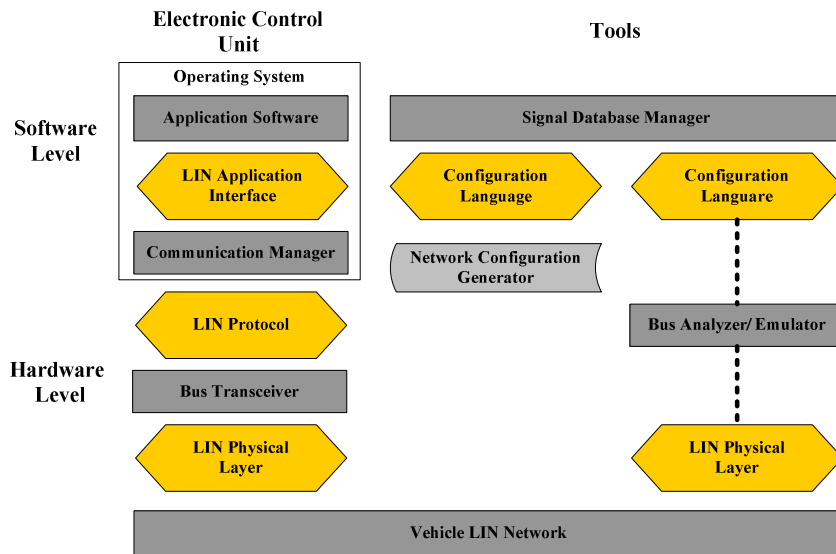 Electronic Control
Unit
Tools
Operating System
Software
Level
Application Software
Signal Database Manager
LIN Application
Interface
Configuration
Language
Configuration
Languare
Communication Manager
Network Configuration
Generator
LIN Protocol
Bus Analyzer/ Emulator
Hardware
Level
Bus Transceiver
LIN Physical
Layer
LIN Physical
Layer
Vehicle LIN Network